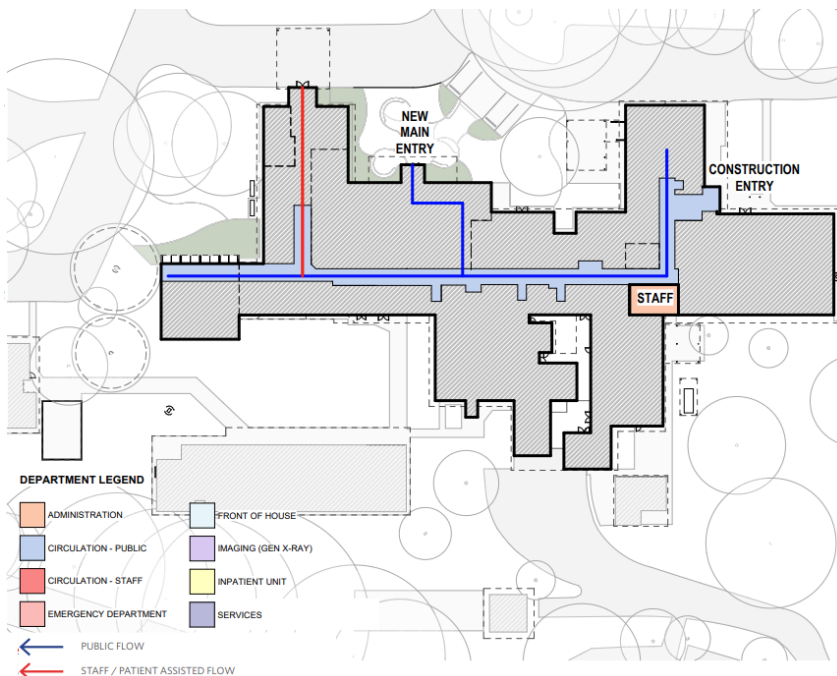 NEW
MAIN
ENTRY
CONSTRUCTION
ENTRY
STAFF
DEPARTMENT LEGEND
ADMINISTRATION
FRONT OF HOUSE
CIRCULATION - PUBLIC
IMAGING (GEN X-RAY)
CIRCULATION - STAFF
INPATIENT UNIT
EMERGENCY DEPARTMENT
SERVICES
PUBLIC FLOW
STAFF / PATIENT ASSISTED FLOW